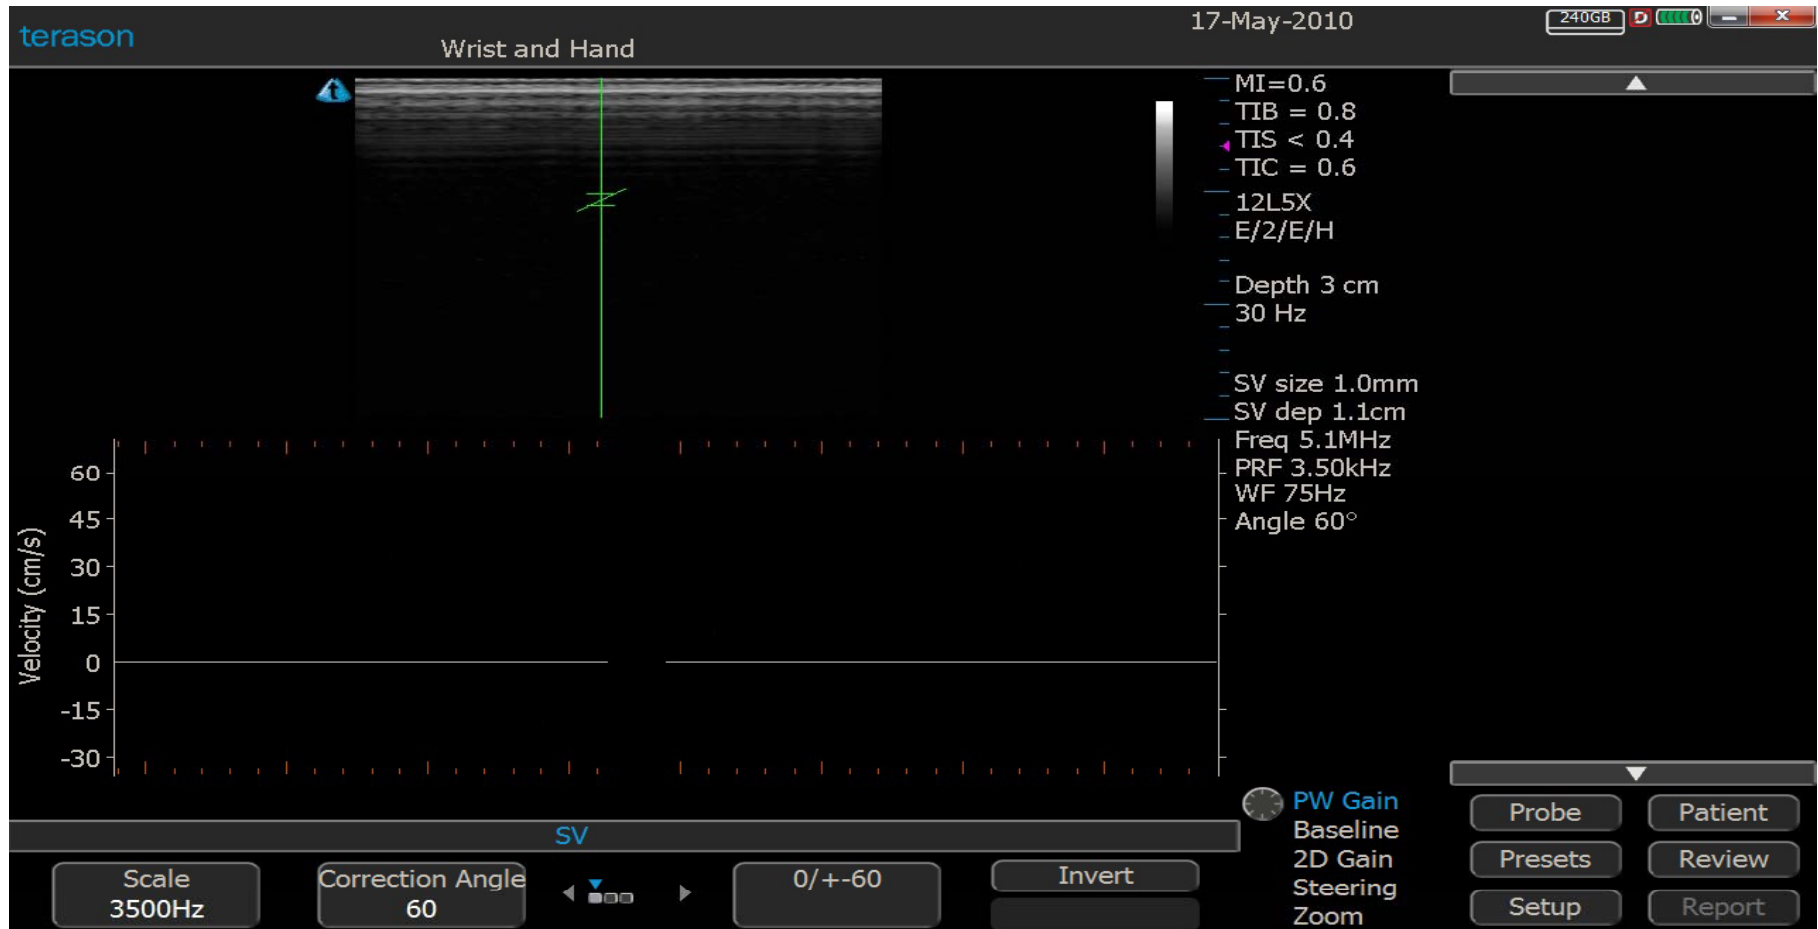 17-May-2010
240GB
D
terason
Wrist and Hand
MI=0.6
TIB = 0.8
TIS < 0.4
TIC = 0.6
12L5X
E/2/E/H
Depth 3 cm
30 Hz
SV size 1.0mm
SV dep 1.1cm
Freq 5.1MHz
PRF 3.50kHz
WF 75Hz
Angle 60°
Velocity (cm/s)
60
45
30
15
0
-15
-30
PW Gain
Baseline
2D Gain
Steering
Zoom
SV
Scale
3500Hz
Correction Angle
60
0/+-60
Invert
Probe
Patient
Presets
Review
Setup
Report